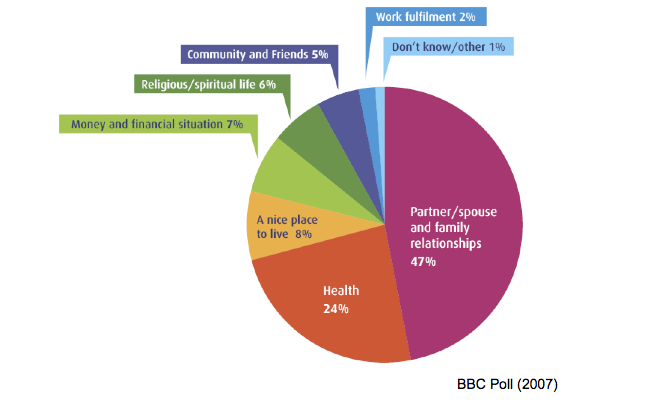 Work fulfilment 2%
Don't know/other 1%
Community and Friends 5%
Religious/spiritual life 6%
Money and financial situation 7%
A nice place
to live 8%
Partner/spouse
and family
relationships
47%
Health
24%
BBC Poll (2007)